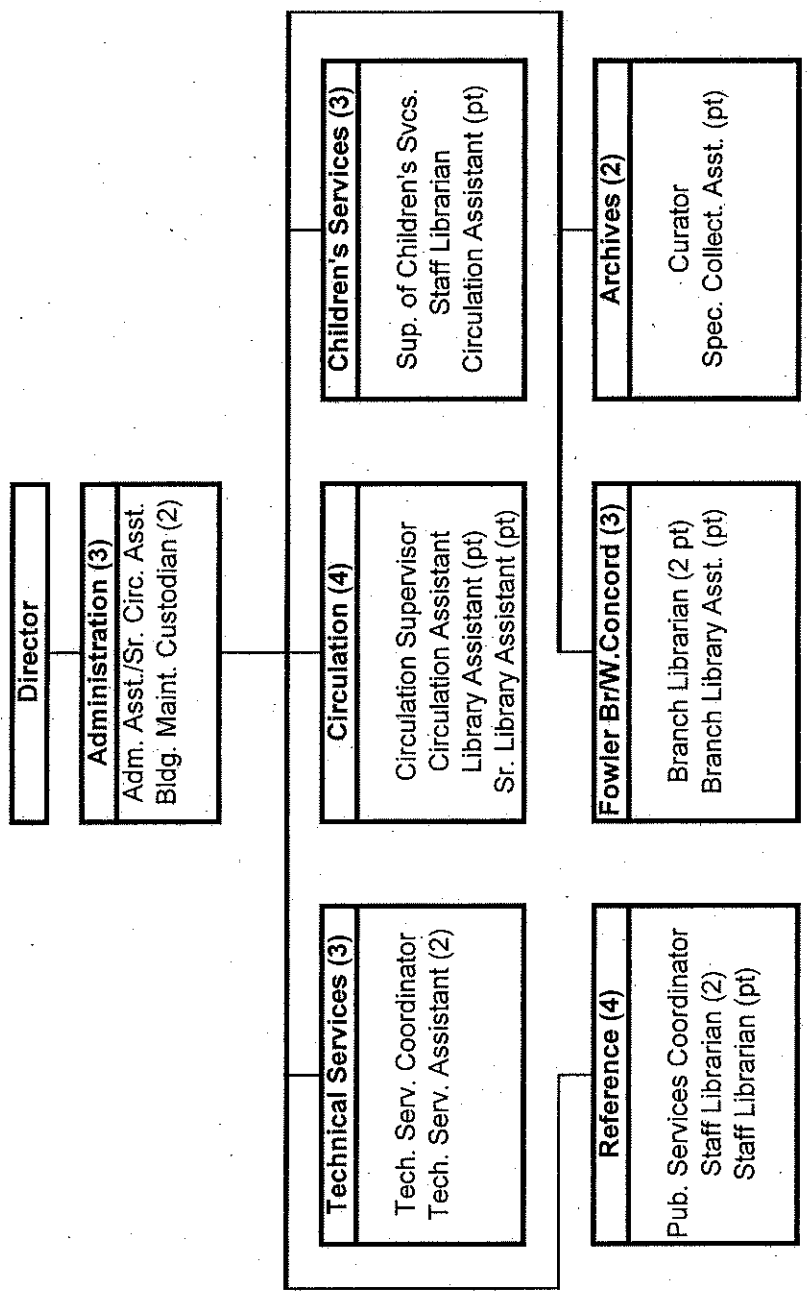 Director
Administration (3)
Adm. Asst./Sr. Circ. Asst.
Bldg. Maint. Custodian (2)
Technical Services (3)
Tech. Serv. Coordinator
Tech. Serv. Assistant (2)
Circulation (4)
Circulation Supervisor
Circulation Assistant
Library Assistant (pt)
Sr. Library Assistant (pt)
Children's Services (3)
Sup. of Children's Svcs.
Staff Librarian
Circulation Assistant (pt)
Reference (4)
Pub. Services Coordinator
Staff Librarian (2)
Staff Librarian (pt)
Fowler Br/W.Concord (3)
Branch Librarian (2 pt)
Branch Library Asst. (pt)
Archives (2)
Curator
Spec. Collect. Asst. (pt)